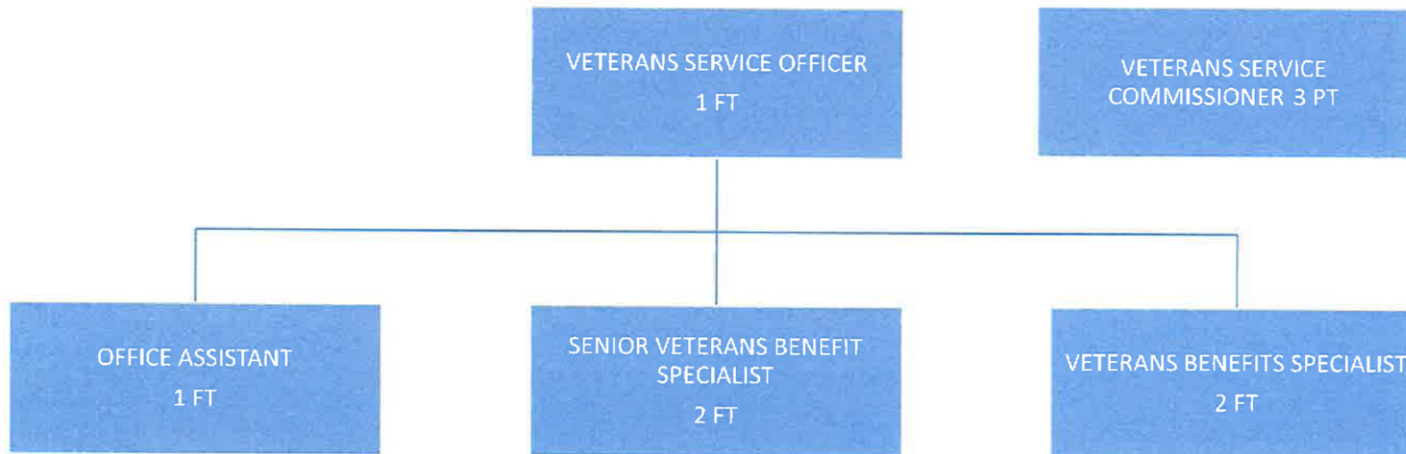 VETERANS SERVICE OFFICER
1 FT
VETERANS SERVICE
COMMISSIONER 3 PT
OFFICE ASSISTANT
1 FT
SENIOR VETERANS BENEFIT
SPECIALIST
2 FT
VETERANS BENEFITS SPECIALIST
2 FT